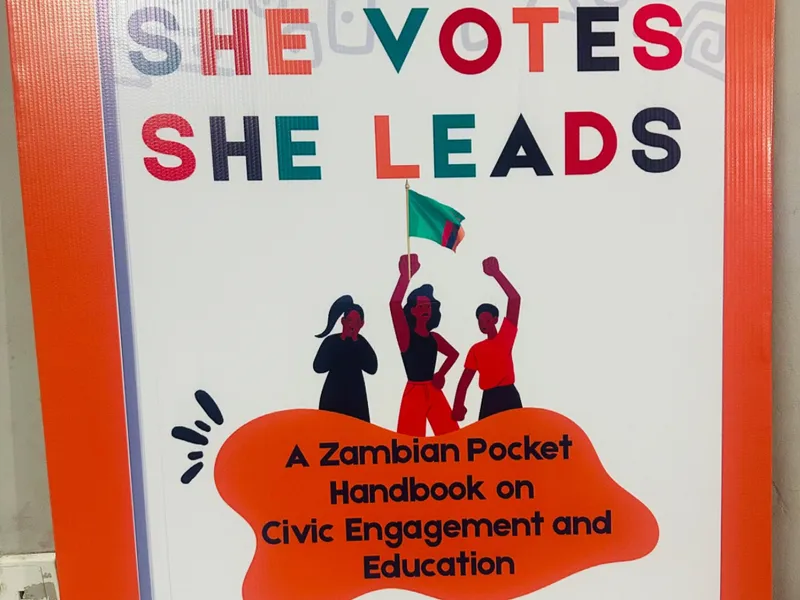 SHE VOTES
SHE LEADS
A Zambian Pocket
Handbook on
Civic Engagement and
Education